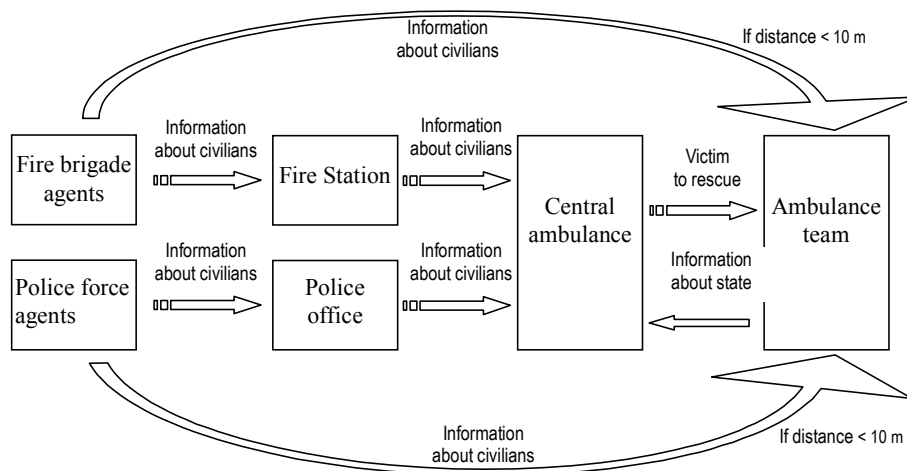 Information
about civilians
If distance < 10 m
Information
about civilians
Information
about civilians
Fire brigade
agents
Fire Station
Victim
to rescue
Central
ambulance
Ambulance
team
Information
about civilians
Information
about civilians
Information
about state
Police force
agents
Police
office
Information
about civilians
If distance < 10 m